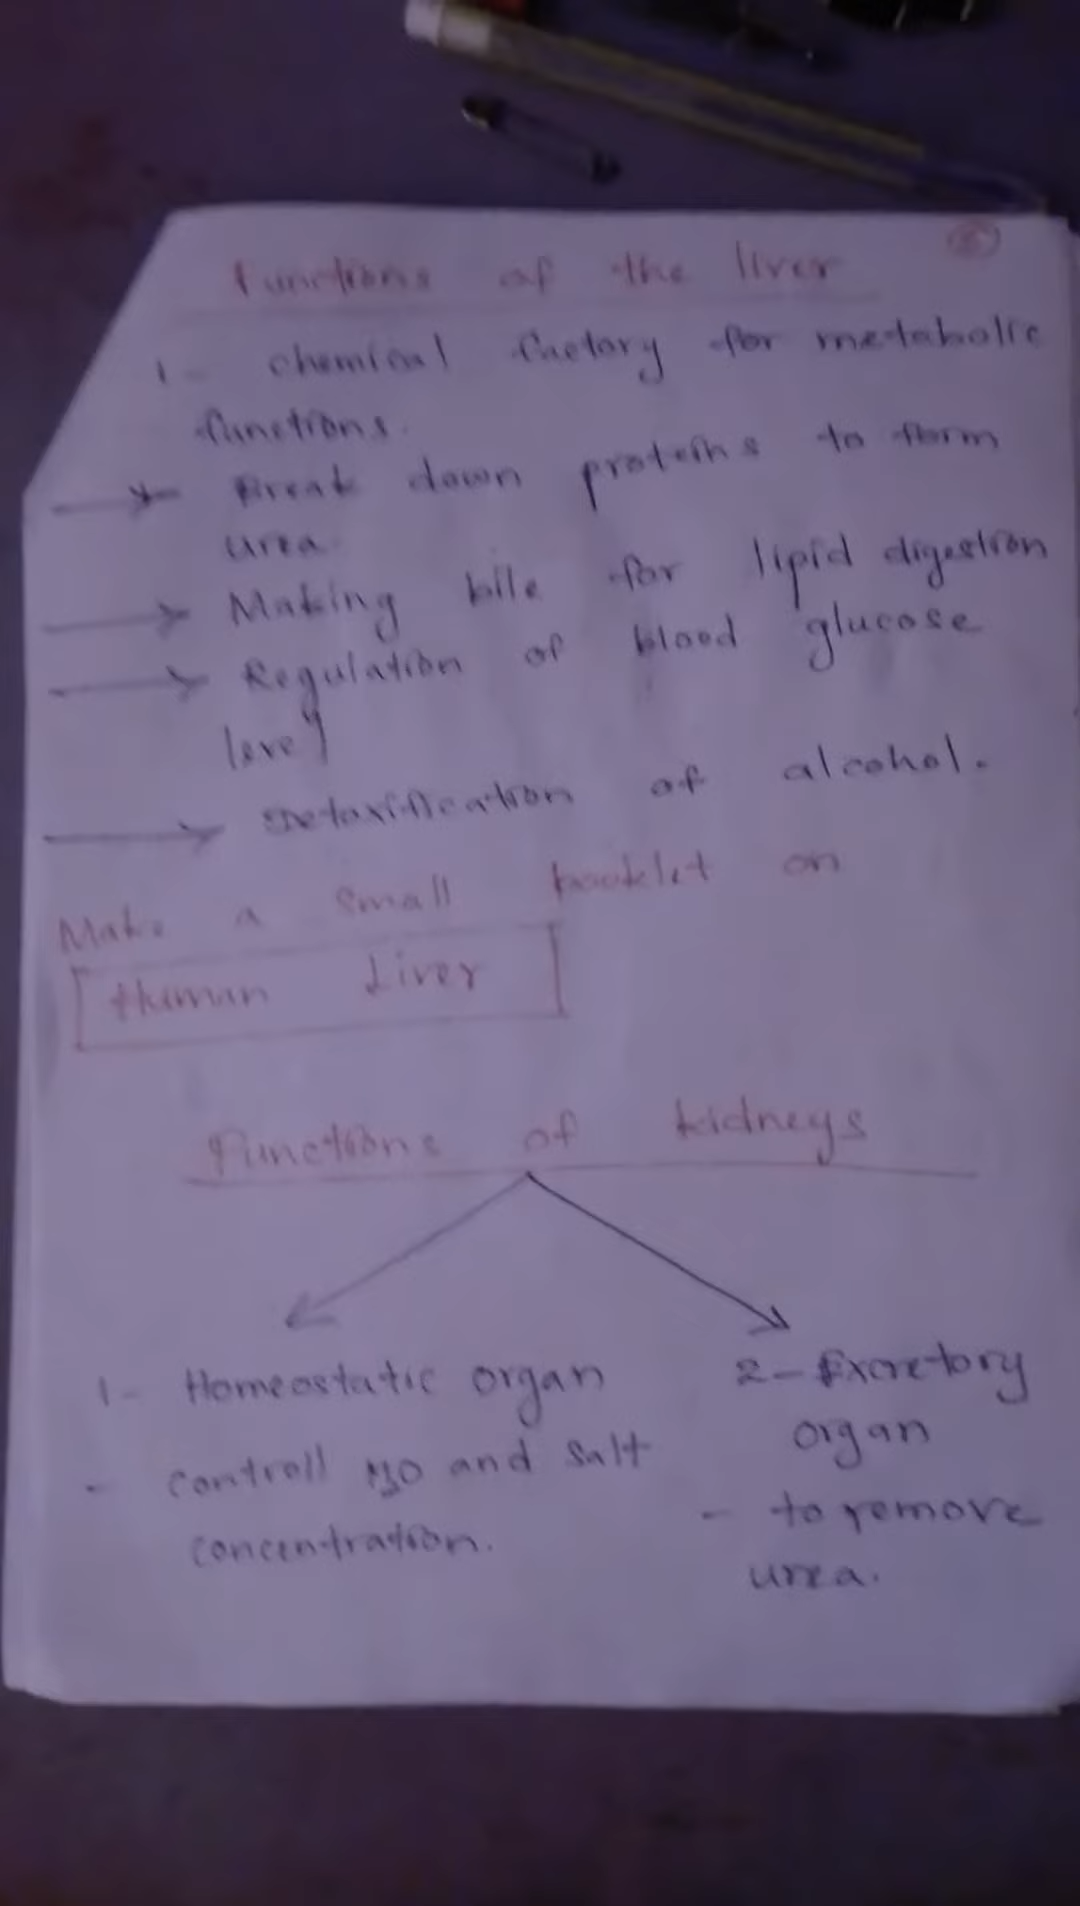 Functions of the liver
1- chemical factory for metabolic
functions.
Break down proteins to form
urea.
Making bile for lipid digestion
Regulation of blood glucose
level
Detoxification of alcohol.
Make a small booklet on
Human Liver
Functions of kidneys
1- Homeostatic organ
- controll and salt
concentration.
2- Excretory
organ
- to remove
urea.